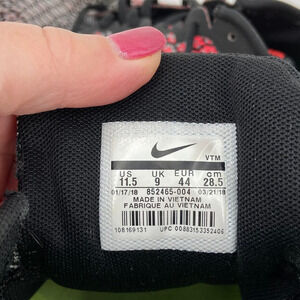 VTM
US UK EUR cm
11.5 9 44 28.5
01/17/18 852465-004 03/21/18
MADE IN VIETNAM
FABRIQUE AU VIETNAM
108169131 UPC 00883153352406